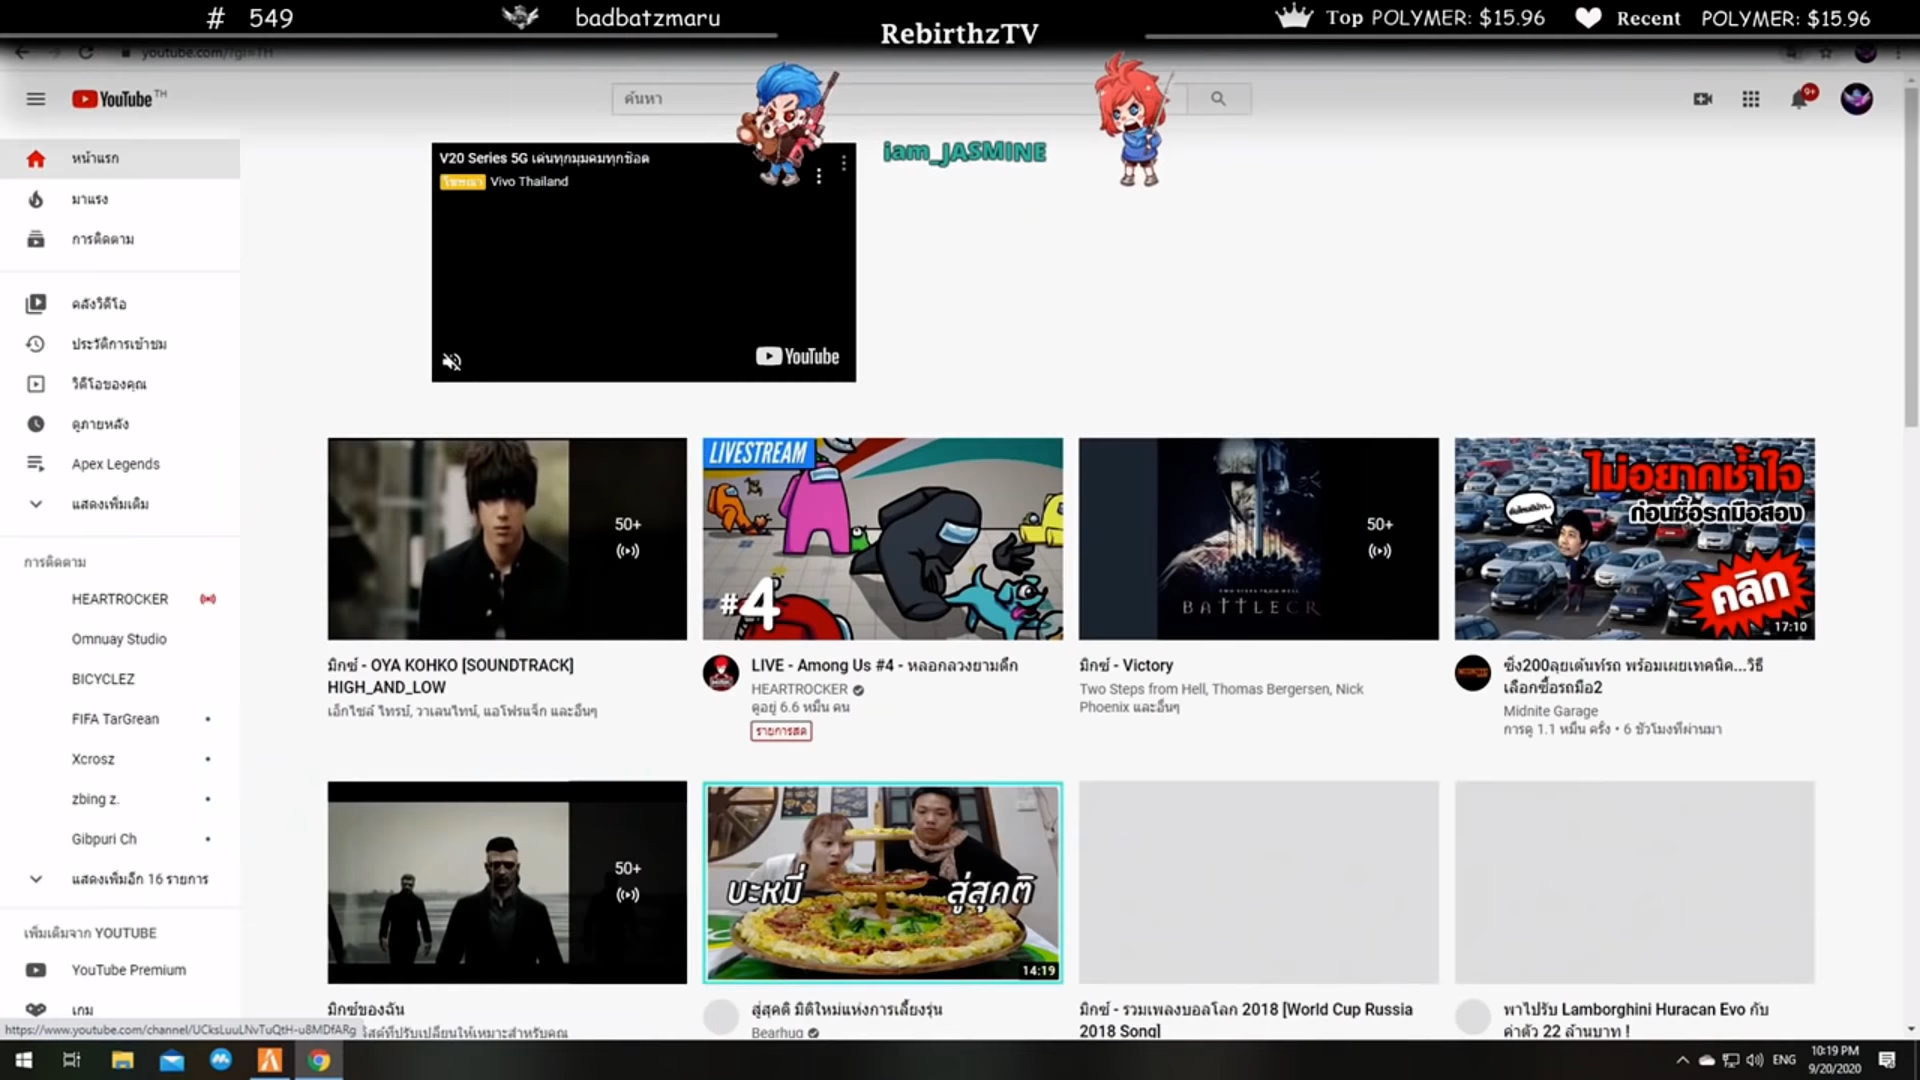 # 549
badbatzmaru
RebirthzTV
Top POLYMER: $15.96
Recent POLYMER: $15.96
youtube.com/?gl=TH
YouTube TH
ค้นหา
9+
iam_JASMINE
หน้าแรก
มาแรง
การติดตาม
คลังวิดีโอ
ประวัติการเข้าชม
วิดีโอของคุณ
ดูภายหลัง
Apex Legends
แสดงเพิ่มเติม
การติดตาม
HEARTROCKER
Omnuay Studio
BICYCLEZ
FIFA TarGrean
Xcrosz
zbing z.
Gibpuri Ch
แสดงเพิ่มอีก 16 รายการ
เพิ่มเติมจาก YOUTUBE
YouTube Premium
เกม
https://www.youtube.com/channel/UCksLuuLNvTuQtH-u8MDfARg
V20 Series 5G เด่นทุกมุมคมทุกช็อต
โฆษณา Vivo Thailand
YouTube
50+
LIVESTREAM
#4
50+
BATTLECR
ไม่อยากช้ำใจ
ก่อนซื้อรถมือสอง
คลิก
17:10
มิกซ์ - OYA KOHKO [SOUNDTRACK]
HIGH_AND_LOW
เอ็กไซล์ ไทรบ์, วาเลนไทน์, แอโฟรแจ็ก และอื่นๆ
LIVE - Among Us #4 - หลอกลวงยามดึก
HEARTROCKER
ดูอยู่ 6.6 หมื่น คน
รายการสด
มิกซ์ - Victory
Two Steps from Hell, Thomas Bergersen, Nick
Phoenix และอื่นๆ
ซิ่ง200ลุยเต้นท์รถ พร้อมเผยเทคนิค...วิธี
เลือกซื้อรถมือ2
Midnite Garage
การดู 1.1 หมื่น ครั้ง • 6 ชั่วโมงที่ผ่านมา
50+
บะหมี่
สู่สุคติ
14:19
มิกซ์ของฉัน
ลิสต์ที่ปรับเปลี่ยนให้เหมาะสำหรับคุณ
สู่สุคติ มิติใหม่แห่งการเลี้ยงรุ่น
Bearhug
มิกซ์ - รวมเพลงบอลโลก 2018 [World Cup Russia
2018 Song]
พาไปรับ Lamborghini Huracan Evo กับ
ค่าตัว 22 ล้านบาท !
ENG
10:19 PM
9/20/2020